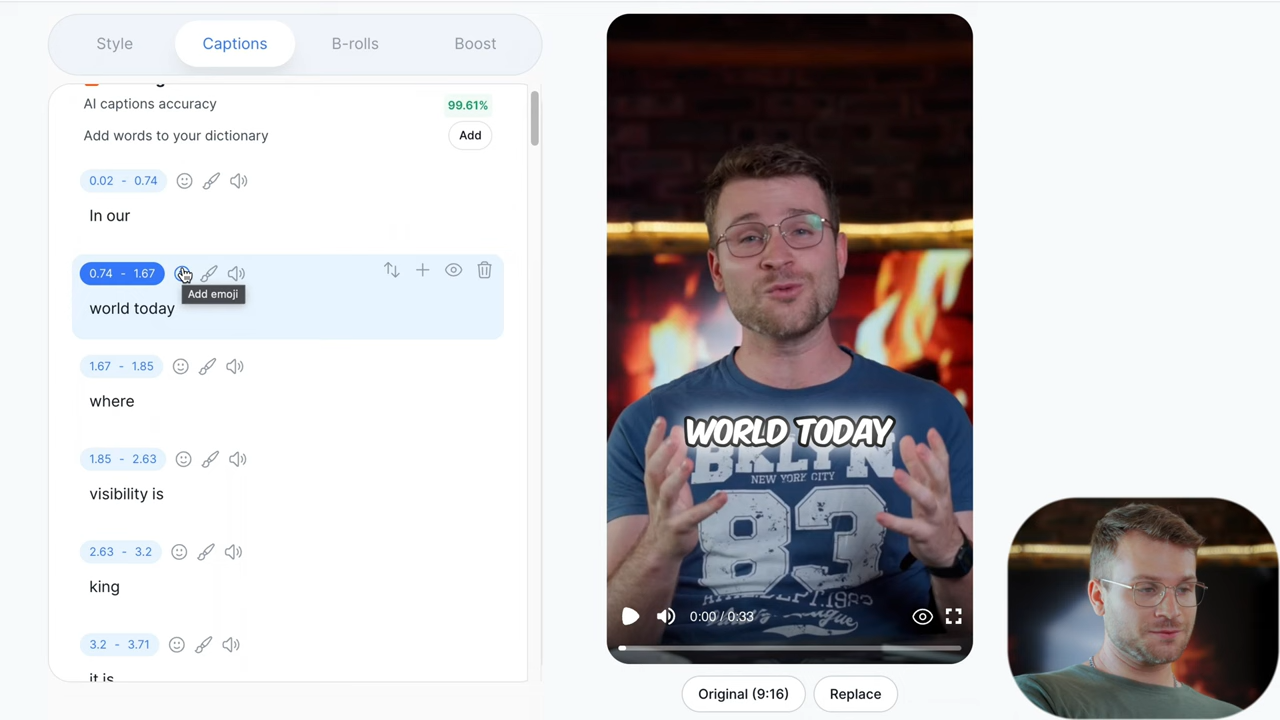 Style Captions B-rolls Boost
AI captions accuracy 99.61%
Add words to your dictionary Add
0.02 - 0.74
In our
0.74 - 1.67
Add emoji
world today
1.67 - 1.85
where
1.85 - 2.63
visibility is
2.63 - 3.2
king
3.2 - 3.71
it is
WORLD TODAY
BKLYN
NEW YORK CITY
83
0:00 / 0:33
Original (9:16) Replace